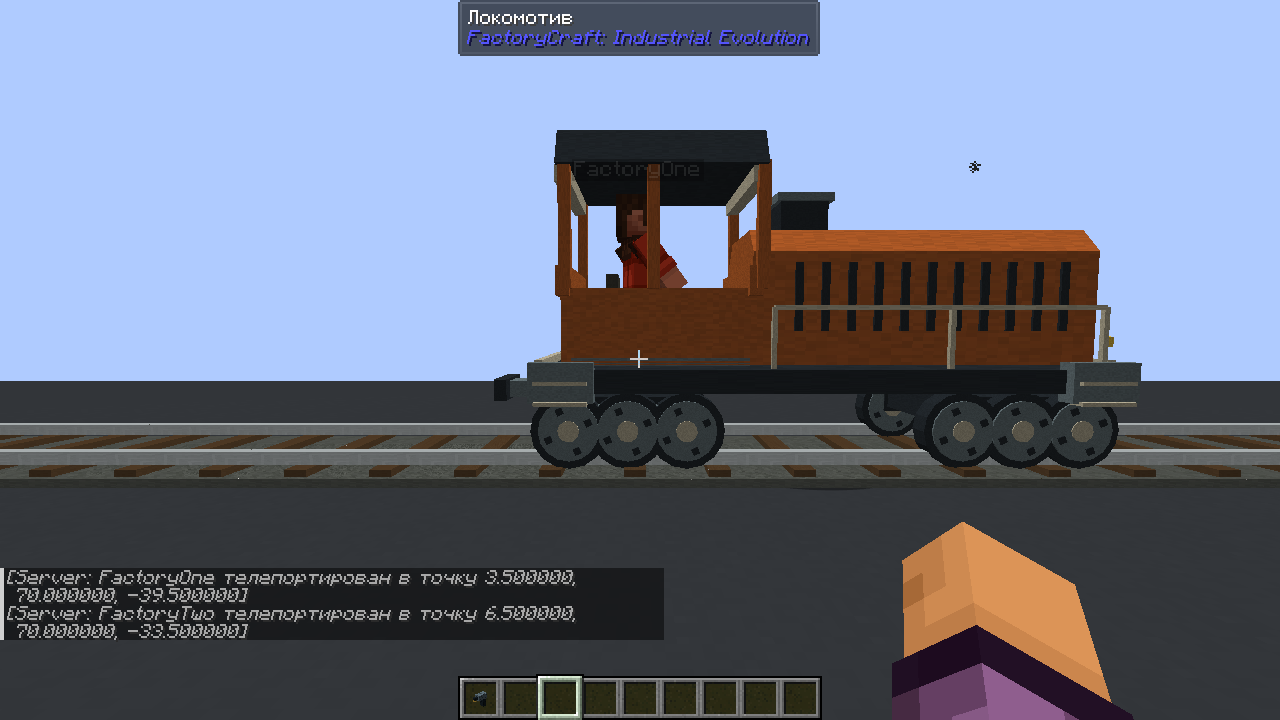 Локомотив
FactoryCraft: Industrial Evolution
FactoryOne
[Server: FactoryOne телепортирован в точку 3.500000,
70.000000, -39.500000]
[Server: FactoryTwo телепортирован в точку 6.500000,
70.000000, -33.500000]